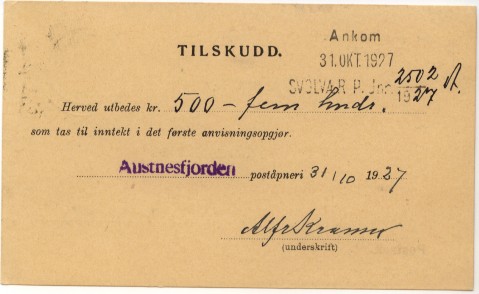 Ankom
TILSKUDD.
31.OKT.1927
SVOLVÆR P. Jnr. 2502
1927
Herved utbedes kr. 500 – fem hndr.
som tas til inntekt i det første anvisningsopgjør.
Austnesfjorden poståpneri 31/10 1927
(underskrift)